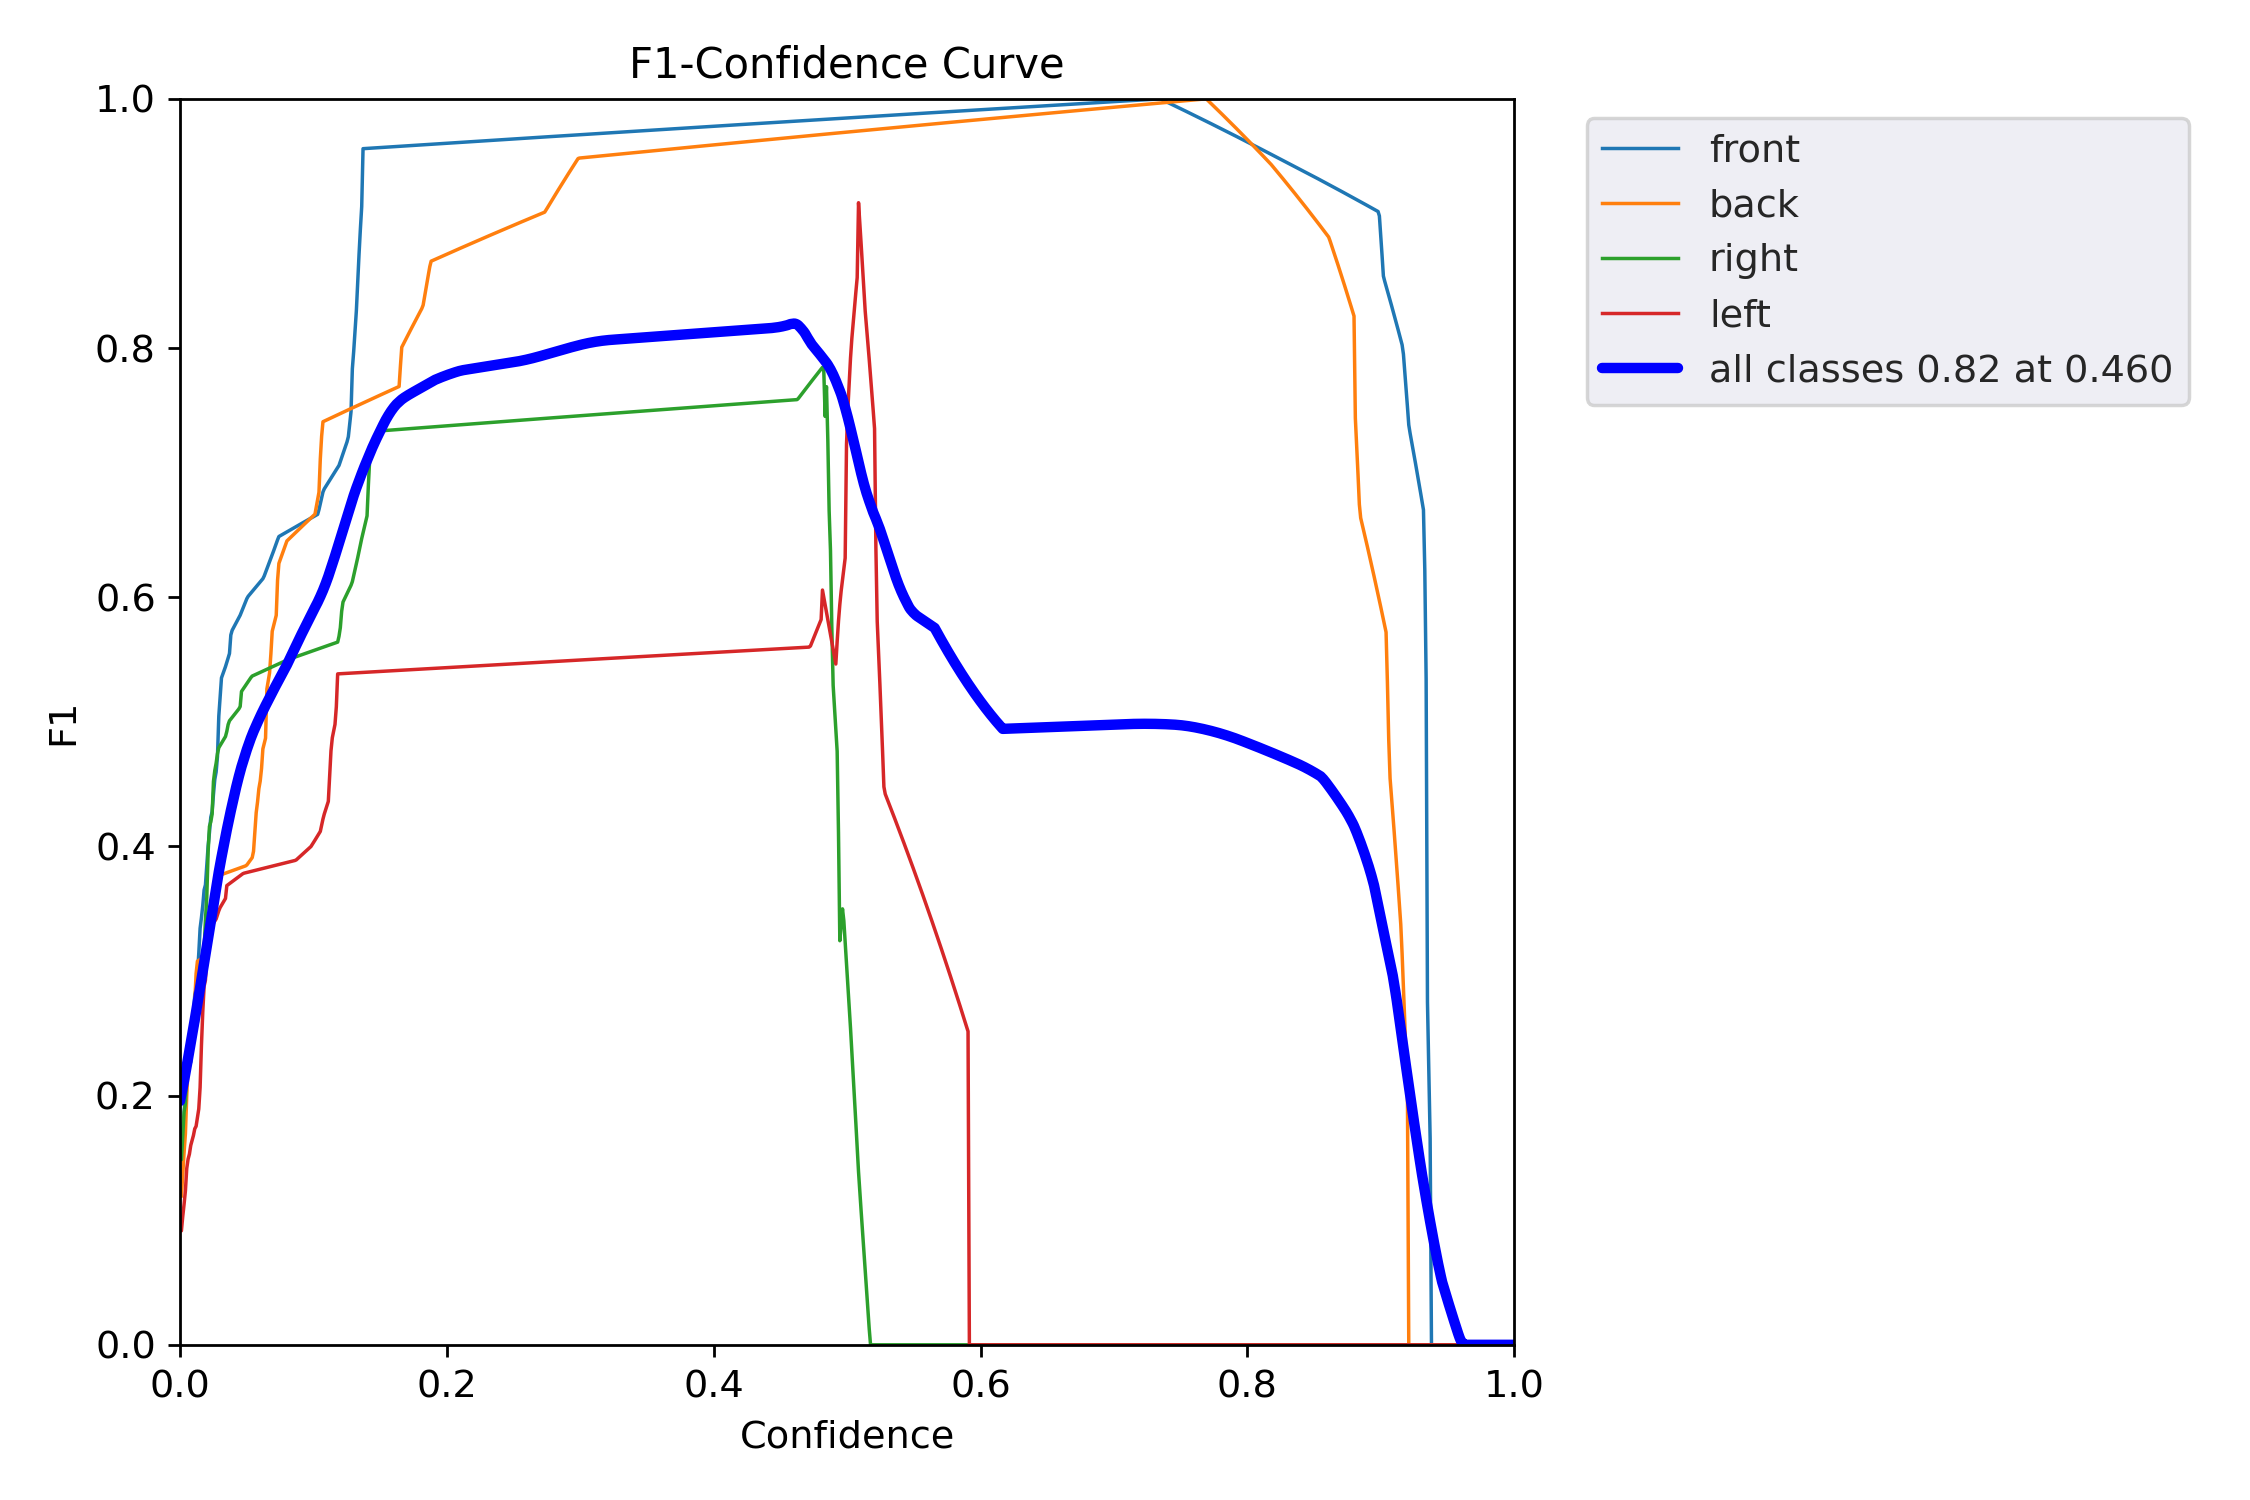 F1-Confidence Curve
1.0
0.8
0.6
0.4
0.2
0.0
F1
0.0 0.2 0.4 0.6 0.8 1.0
Confidence
front
back
right
left
all classes 0.82 at 0.460